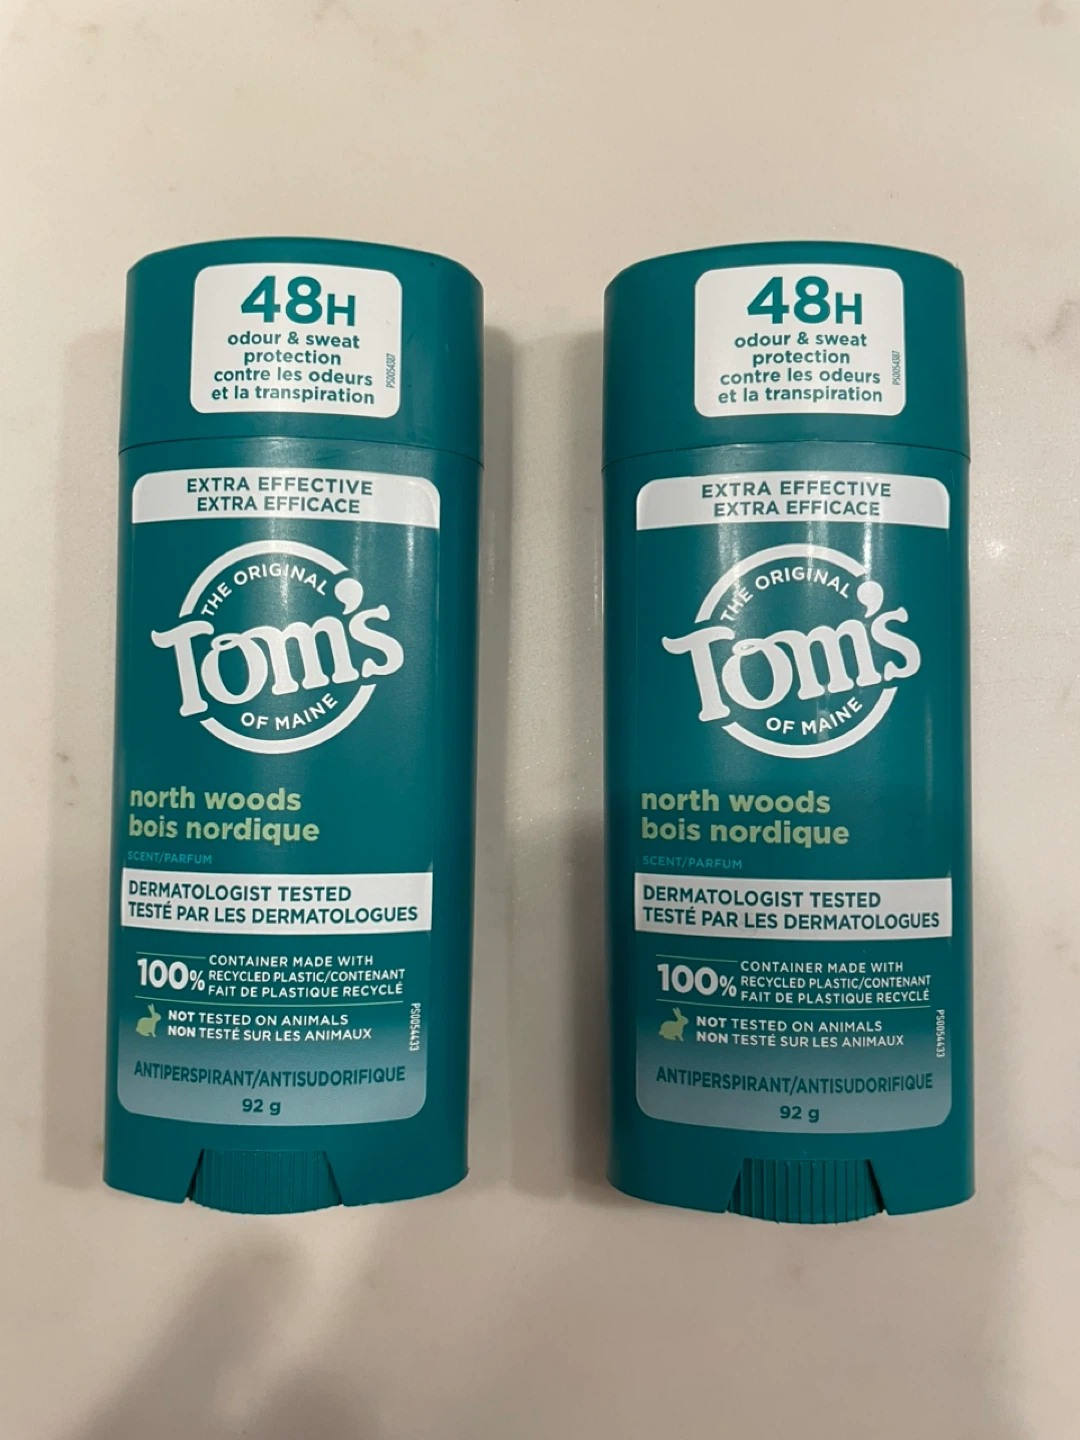 48H
odour & sweat
protection
contre les odeurs
et la transpiration
PS0054387
EXTRA EFFECTIVE
EXTRA EFFICACE
THE ORIGINAL
Tom's
OF MAINE
north woods
bois nordique
SCENT/PARFUM
DERMATOLOGIST TESTED
TESTÉ PAR LES DERMATOLOGUES
100% CONTAINER MADE WITH
RECYCLED PLASTIC/CONTENANT
FAIT DE PLASTIQUE RECYCLÉ
NOT TESTED ON ANIMALS
NON TESTÉ SUR LES ANIMAUX
PS0054433
ANTIPERSPIRANT/ANTISUDORIFIQUE
92 g
48H
odour & sweat
protection
contre les odeurs
et la transpiration
PS0054387
EXTRA EFFECTIVE
EXTRA EFFICACE
THE ORIGINAL
Tom's
OF MAINE
north woods
bois nordique
SCENT/PARFUM
DERMATOLOGIST TESTED
TESTÉ PAR LES DERMATOLOGUES
100% CONTAINER MADE WITH
RECYCLED PLASTIC/CONTENANT
FAIT DE PLASTIQUE RECYCLÉ
NOT TESTED ON ANIMALS
NON TESTÉ SUR LES ANIMAUX
PS0054433
ANTIPERSPIRANT/ANTISUDORIFIQUE
92 g